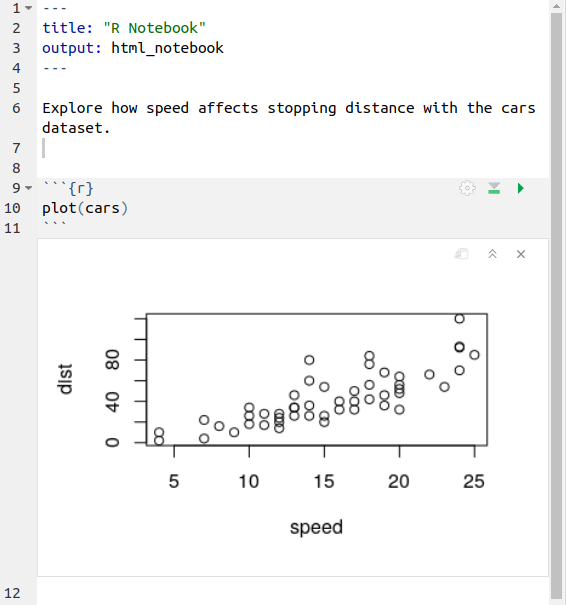 1 ---
2 title: "R Notebook"
3 output: html_notebook
4 ---
5
6 Explore how speed affects stopping distance with the cars
dataset.
7
8
9 ```{r}
10 plot(cars)
11 ```
80
40
0
dist
5 10 15 20 25
speed
12